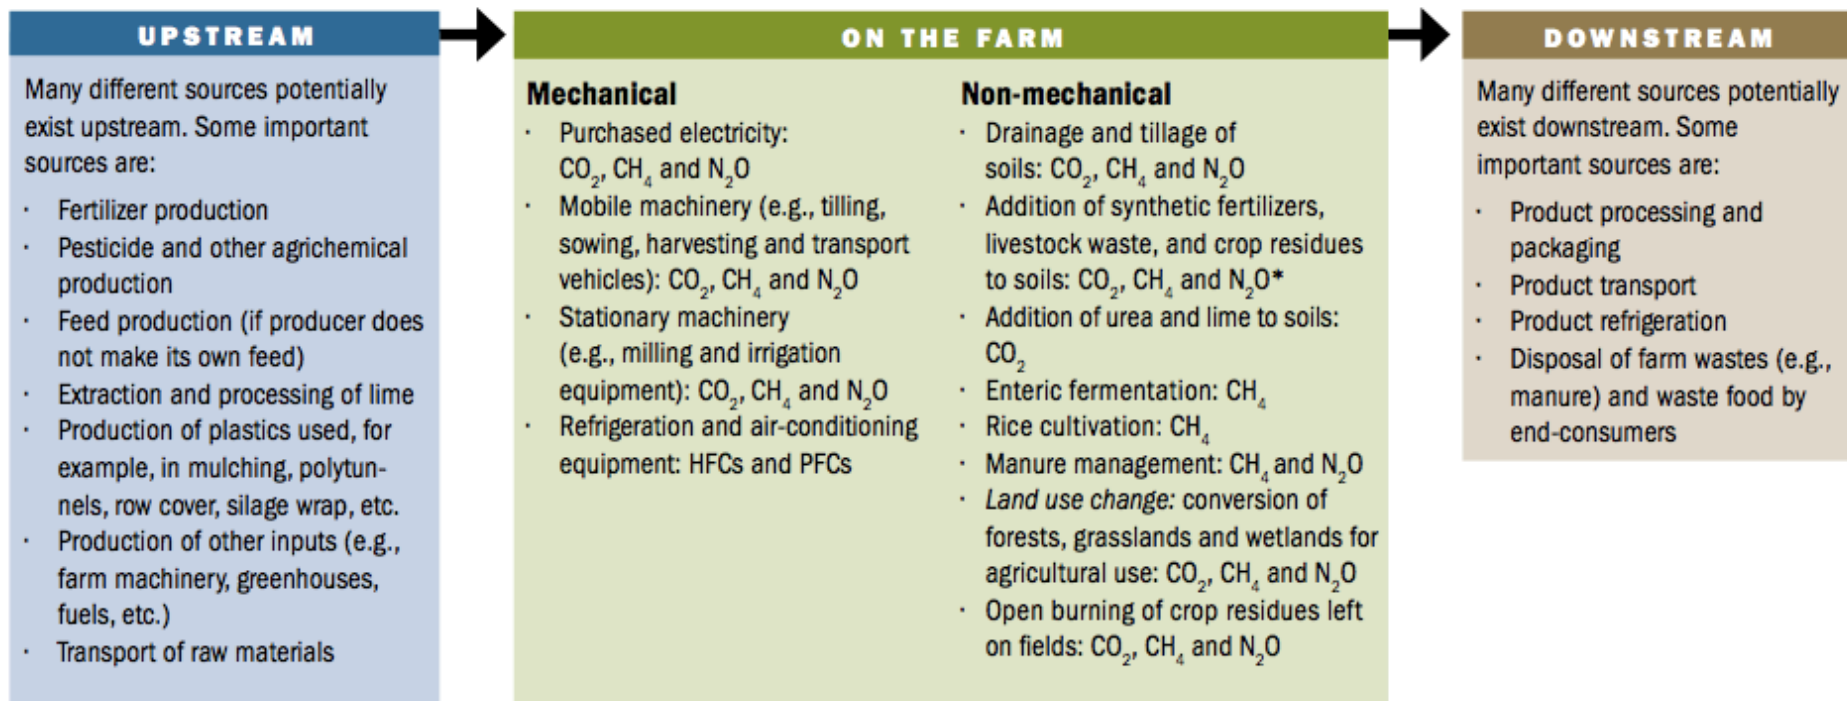 UPSTREAM
Many different sources potentially
exist upstream. Some important
sources are:
· Fertilizer production
· Pesticide and other agrichemical
production
· Feed production (if producer does
not make its own feed)
· Extraction and processing of lime
· Production of plastics used, for
example, in mulching, polytun-
nels, row cover, silage wrap, etc.
· Production of other inputs (e.g.,
farm machinery, greenhouses,
fuels, etc.)
· Transport of raw materials
ON THE FARM
Mechanical
· Purchased electricity:
CO₂, CH₄ and N₂O
· Mobile machinery (e.g., tilling,
sowing, harvesting and transport
vehicles): CO₂, CH₄ and N₂O
· Stationary machinery
(e.g., milling and irrigation
equipment): CO₂, CH₄ and N₂O
· Refrigeration and air-conditioning
equipment: HFCs and PFCs
Non-mechanical
· Drainage and tillage of
soils: CO₂, CH₄ and N₂O
· Addition of synthetic fertilizers,
livestock waste, and crop residues
to soils: CO₂, CH₄ and N₂O*
· Addition of urea and lime to soils:
CO₂
· Enteric fermentation: CH₄
· Rice cultivation: CH₄
· Manure management: CH₄ and N₂O
· Land use change: conversion of
forests, grasslands and wetlands for
agricultural use: CO₂, CH₄ and N₂O
· Open burning of crop residues left
on fields: CO₂, CH₄ and N₂O
DOWNSTREAM
Many different sources potentially
exist downstream. Some
important sources are:
· Product processing and
packaging
· Product transport
· Product refrigeration
· Disposal of farm wastes (e.g.,
manure) and waste food by
end-consumers